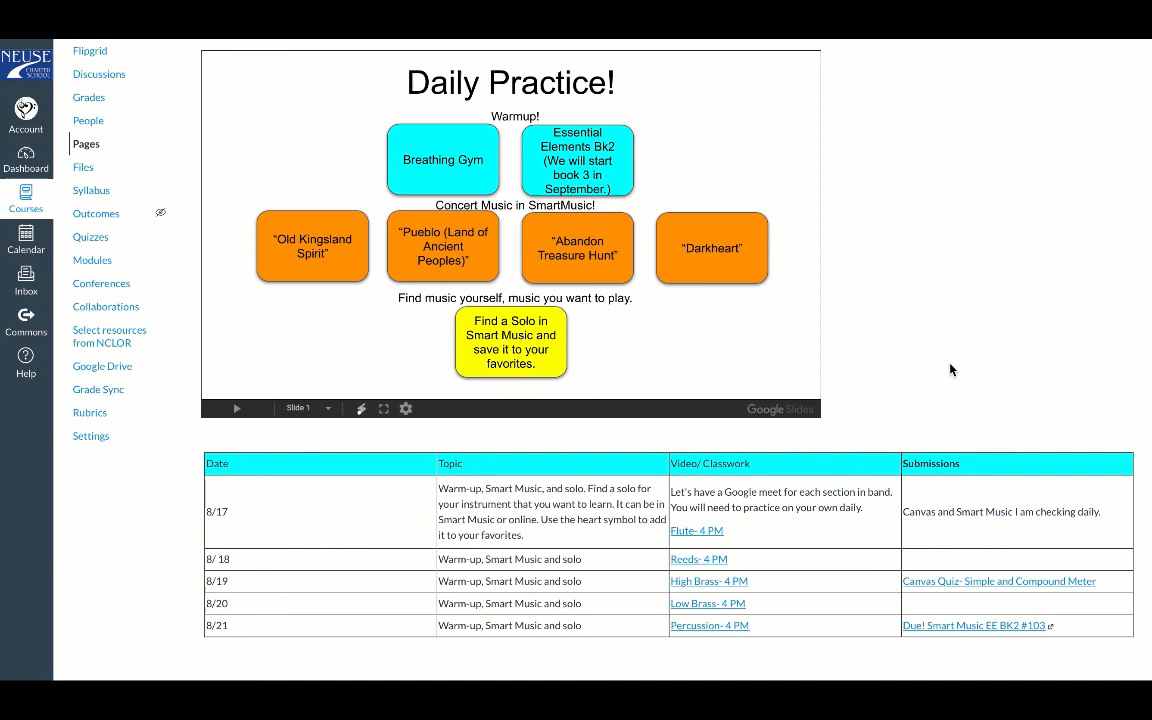 NEUSE
CHARTER
SCHOOL
Account
Dashboard
Courses
Calendar
Inbox
Commons
Help
Flipgrid
Discussions
Grades
People
Pages
Files
Syllabus
Outcomes
Quizzes
Modules
Conferences
Collaborations
Select resources
from NCLOR
Google Drive
Grade Sync
Rubrics
Settings
Daily Practice!
Warmup!
Breathing Gym
Essential
Elements Bk2
(We will start
book 3 in
September.)
Concert Music in SmartMusic!
“Old Kingsland
Spirit”
“Pueblo (Land of
Ancient
Peoples)”
“Abandon
Treasure Hunt”
“Darkheart”
Find music yourself, music you want to play.
Find a Solo in
Smart Music and
save it to your
favorites.
Slide 1
Google Slides
Date
Topic
Video/ Classwork
Submissions
8/17
Warm-up, Smart Music, and solo. Find a solo for
your instrument that you want to learn. It can be in
Smart Music or online. Use the heart symbol to add
it to your favorites.
Let's have a Google meet for each section in band.
You will need to practice on your own daily.
Flute- 4 PM
Canvas and Smart Music I am checking daily.
8/ 18
Warm-up, Smart Music and solo
Reeds- 4 PM
8/19
Warm-up, Smart Music and solo
High Brass- 4 PM
Canvas Quiz- Simple and Compound Meter
8/20
Warm-up, Smart Music and solo
Low Brass- 4 PM
8/21
Warm-up, Smart Music and solo
Percussion- 4 PM
Due! Smart Music EE BK2 #103